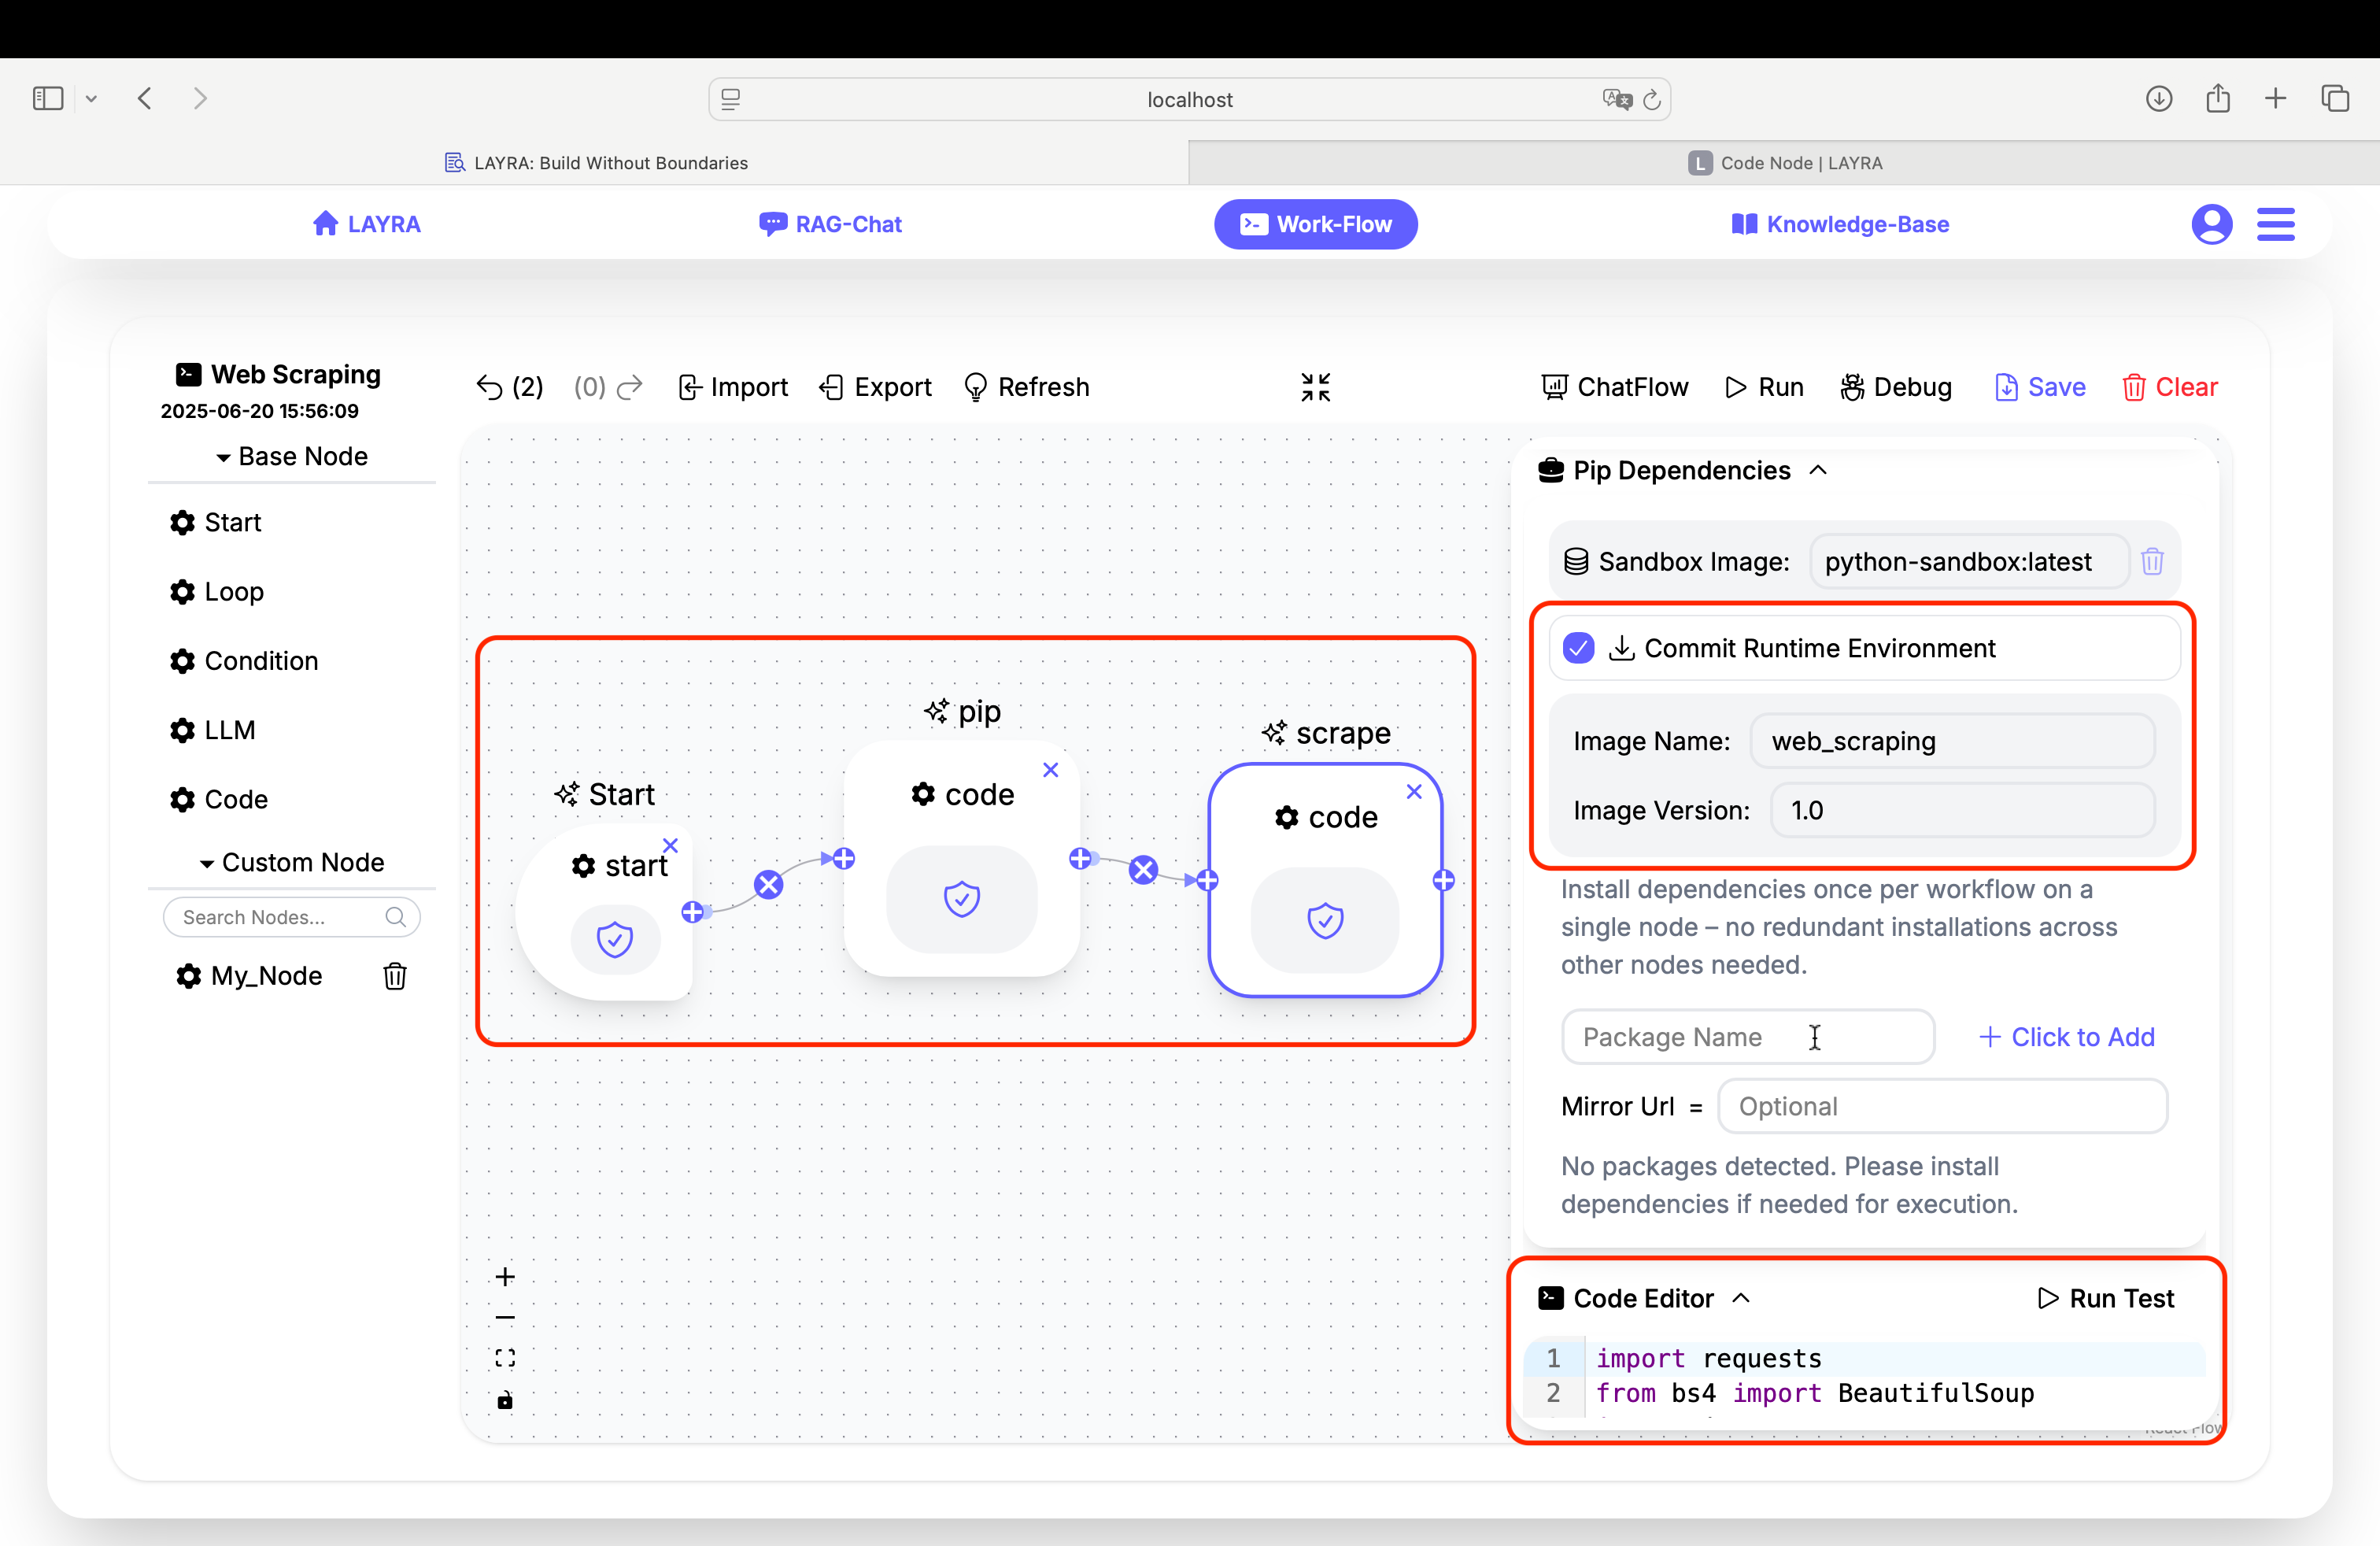 localhost
LAYRA: Build Without Boundaries
L Code Node | LAYRA
LAYRA
RAG-Chat
Work-Flow
Knowledge-Base
Web Scraping
2025-06-20 15:56:09
(2)
(0)
Import
Export
Refresh
ChatFlow
Run
Debug
Save
Clear
Base Node
Start
Loop
Condition
LLM
Code
Custom Node
Search Nodes...
My_Node
Start
start
pip
code
scrape
code
Pip Dependencies
Sandbox Image: python-sandbox:latest
Commit Runtime Environment
Image Name: web_scraping
Image Version: 1.0
Install dependencies once per workflow on a
single node – no redundant installations across
other nodes needed.
Package Name
Click to Add
Mirror Url = Optional
No packages detected. Please install
dependencies if needed for execution.
Code Editor
Run Test
1 import requests
2 from bs4 import BeautifulSoup
React Flow